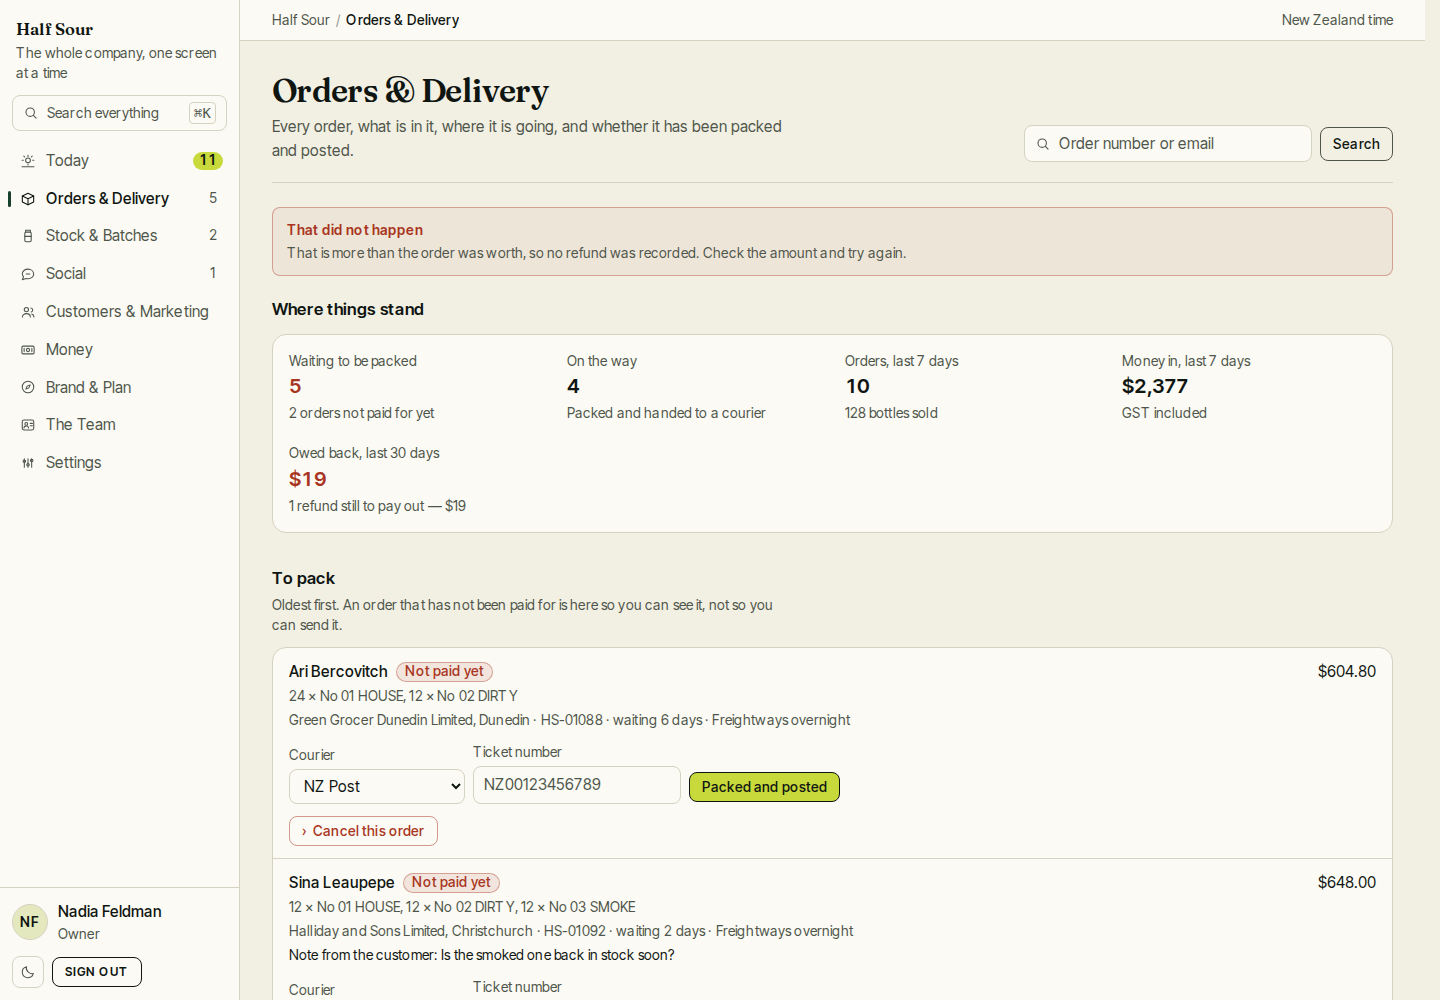 Half Sour
The whole company, one screen
at a time
Search everything
⌘K
Today
11
Orders & Delivery
5
Stock & Batches
2
Social
1
Customers & Marketing
Money
Brand & Plan
The Team
Settings
NF
Nadia Feldman
Owner
SIGN OUT
Half Sour / Orders & Delivery
New Zealand time
Orders & Delivery
Every order, what is in it, where it is going, and whether it has been packed
and posted.
Order number or email
Search
That did not happen
That is more than the order was worth, so no refund was recorded. Check the amount and try again.
Where things stand
Waiting to be packed
5
2 orders not paid for yet
On the way
4
Packed and handed to a courier
Orders, last 7 days
10
128 bottles sold
Money in, last 7 days
$2,377
GST included
Owed back, last 30 days
$19
1 refund still to pay out — $19
To pack
Oldest first. An order that has not been paid for is here so you can see it, not so you
can send it.
Ari Bercovitch
Not paid yet
$604.80
24 × No 01 HOUSE, 12 × No 02 DIRTY
Green Grocer Dunedin Limited, Dunedin · HS-01088 · waiting 6 days · Freightways overnight
Courier
Ticket number
NZ Post
NZ00123456789
Packed and posted
› Cancel this order
Sina Leaupepe
Not paid yet
$648.00
12 × No 01 HOUSE, 12 × No 02 DIRTY, 12 × No 03 SMOKE
Halliday and Sons Limited, Christchurch · HS-01092 · waiting 2 days · Freightways overnight
Note from the customer: Is the smoked one back in stock soon?
Courier
Ticket number